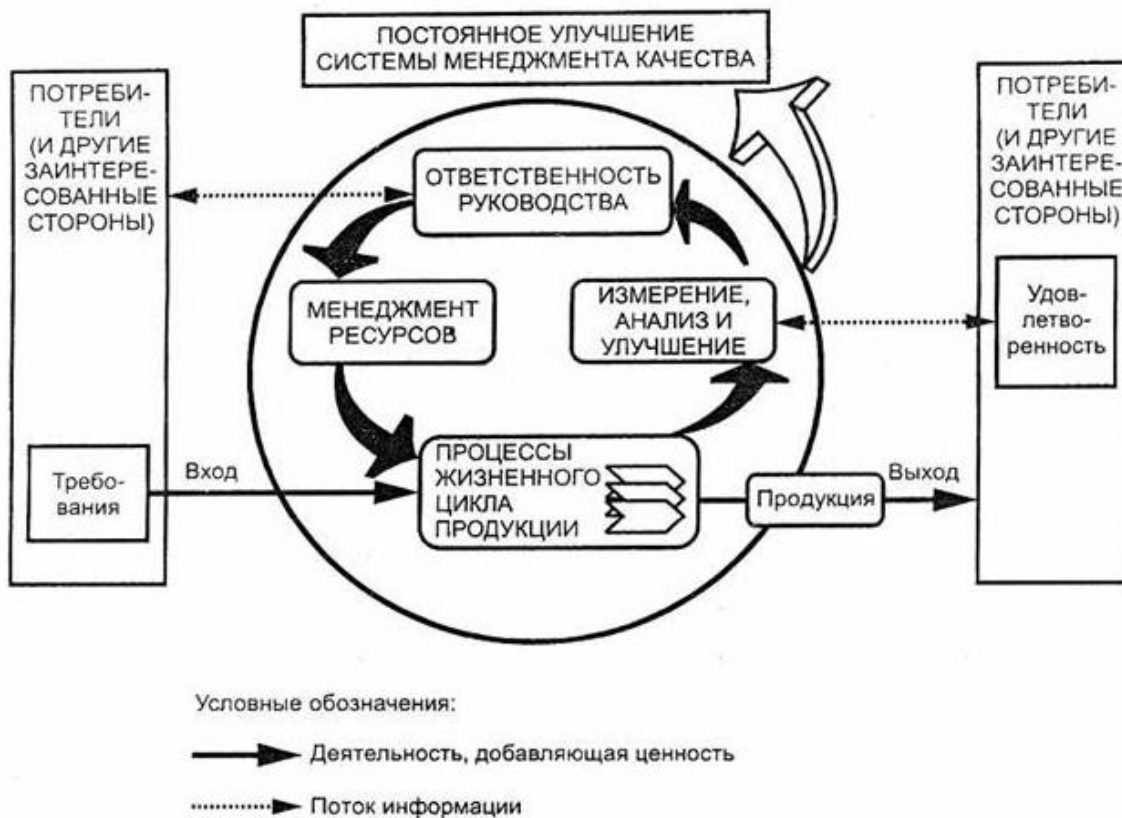 ПОСТОЯННОЕ УЛУЧШЕНИЕ
СИСТЕМЫ МЕНЕДЖМЕНТА КАЧЕСТВА
ПОТРЕБИ-
ТЕЛИ
(И ДРУГИЕ
ЗАИНТЕРЕ-
СОВАННЫЕ
СТОРОНЫ)
ПОТРЕБИ-
ТЕЛИ
(И ДРУГИЕ
ЗАИНТЕРЕ-
СОВАННЫЕ
СТОРОНЫ)
ОТВЕТСТВЕННОСТЬ
РУКОВОДСТВА
МЕНЕДЖМЕНТ
РЕСУРСОВ
ИЗМЕРЕНИЕ,
АНАЛИЗ И
УЛУЧШЕНИЕ
Удов-
летво-
ренность
Требо-
вания
Вход
ПРОЦЕССЫ
ЖИЗНЕННОГО
ЦИКЛА
ПРОДУКЦИИ
Продукция
Выход
Условные обозначения:
Деятельность, добавляющая ценность
Поток информации